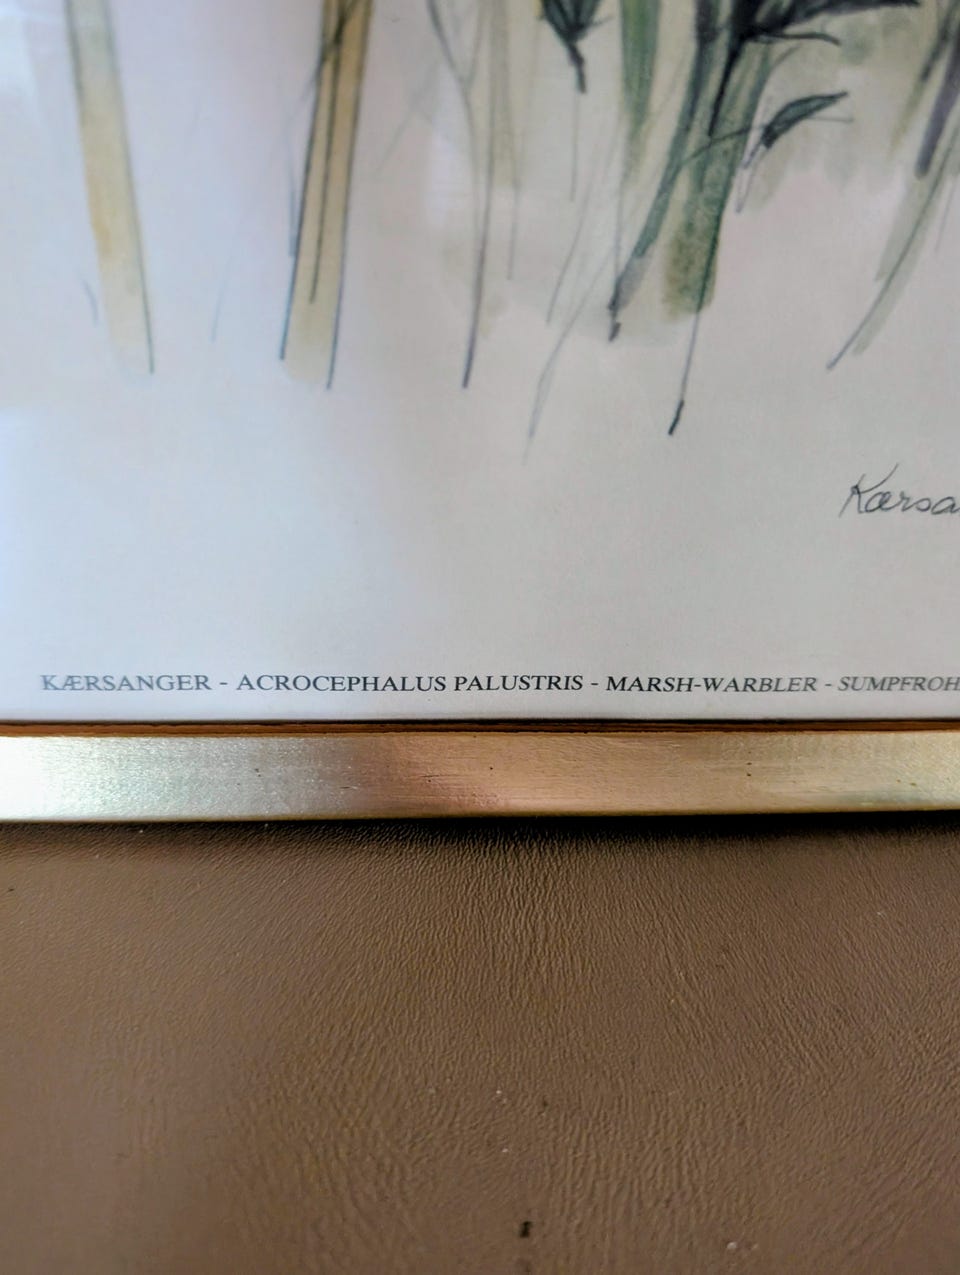 Kærsa
KÆRSANGER - ACROCEPHALUS PALUSTRIS - MARSH-WARBLER - SUMPFROH